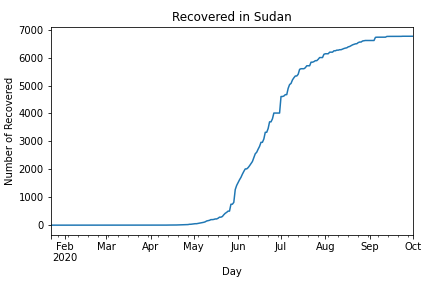 Recovered in Sudan
Number of Recovered
7000
6000
5000
4000
3000
2000
1000
0
Feb Mar Apr May Jun Jul Aug Sep Oct
2020
Day